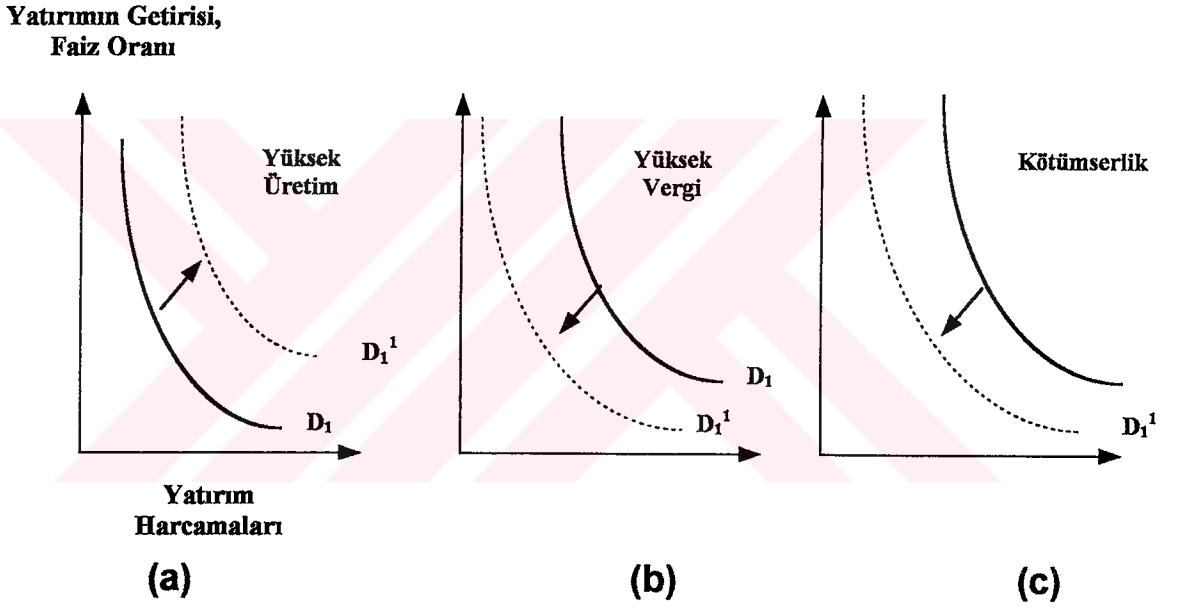 Yatırımın Getirisi,
Faiz Oranı
Yüksek
Üretim
D₁¹
D₁
Yatırım
Harcamaları
(a)
Yüksek
Vergi
D₁
D₁¹
(b)
Kötümserlik
D₁¹
(c)